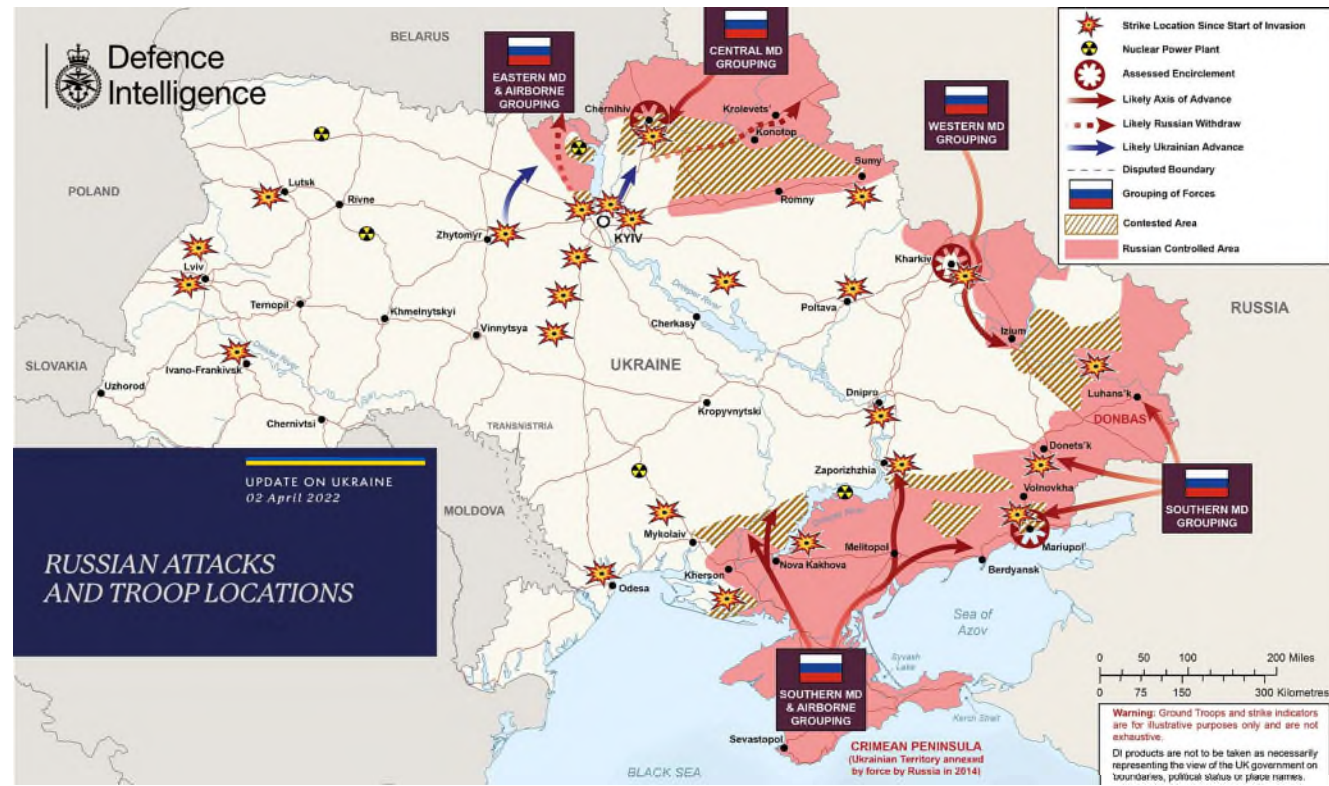 Defence
Intelligence
BELARUS
EASTERN MD
& AIRBORNE
GROUPING
CENTRAL MD
GROUPING
WESTERN MD
GROUPING
Strike Location Since Start of Invasion
Nuclear Power Plant
Assessed Encirclement
Likely Axis of Advance
Likely Russian Withdraw
Likely Ukrainian Advance
Disputed Boundary
Grouping of Forces
Contested Area
Russian Controlled Area
Chernihiv
Krolevets'
Konotop
Sumy
Romny
POLAND
Lutsk
Rivne
Zhytomyr
KYIV
Kharkiv
Lviv
Ternopil
Khmelnytskyi
Vinnytsya
Dnieper River
Cherkasy
Poltava
Izium
RUSSIA
SLOVAKIA
Uzhorod
Ivano-Frankivsk
Dniester River
Chernivtsi
UKRAINE
Kropyvnytski
Dnipro
Luhans'k
DONBAS
TRANSNISTRIA
Donets'k
Zaporizhzhia
Volnovkha
SOUTHERN MD
GROUPING
UPDATE ON UKRAINE
02 April 2022
RUSSIAN ATTACKS
AND TROOP LOCATIONS
MOLDOVA
Mykolaiv
Dnieper River
Melitopol
Mariupol'
Kherson
Nova Kakhova
Berdyansk
Odesa
Sea of
Azov
Syvash
Lake
SOUTHERN MD
& AIRBORNE
GROUPING
Kerch Strait
Sevastopol
CRIMEAN PENINSULA
(Ukrainian Territory annexed
by force by Russia in 2014)
BLACK SEA
0 50 100 200 Miles
0 75 150 300 Kilometres
Warning: Ground Troops and strike indicators
are for illustrative purposes only and are not
exhaustive.
DI products are not to be taken as necessarily
representing the view of the UK government on
boundaries, political status or place names.